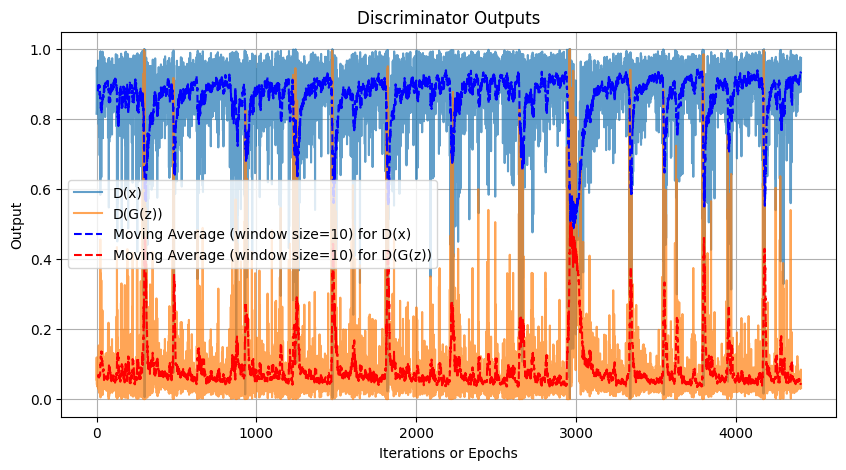 Discriminator Outputs
1.0
0.8
0.6
0.4
0.2
0.0
Output
D(x)
D(G(z))
Moving Average (window size=10) for D(x)
Moving Average (window size=10) for D(G(z))
0 1000 2000 3000 4000
Iterations or Epochs